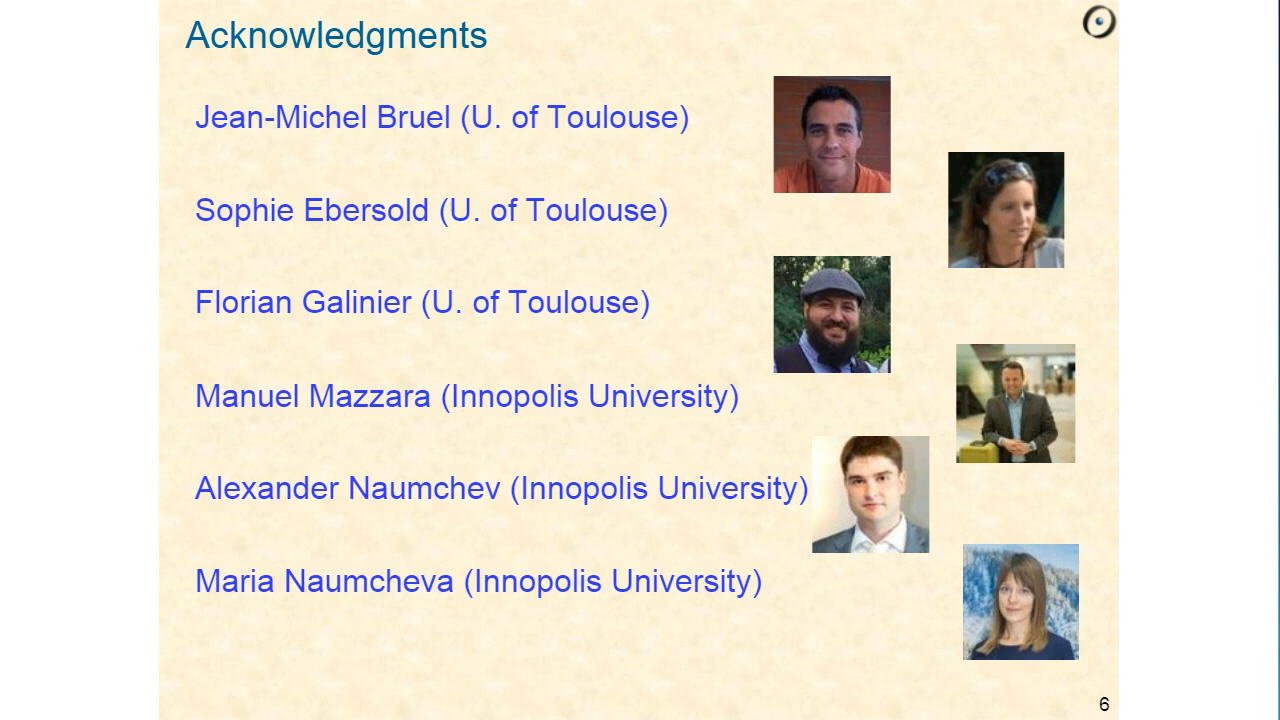 Acknowledgments
Jean-Michel Bruel (U. of Toulouse)
Sophie Ebersold (U. of Toulouse)
Florian Galinier (U. of Toulouse)
Manuel Mazzara (Innopolis University)
Alexander Naumchev (Innopolis University)
Maria Naumcheva (Innopolis University)
6